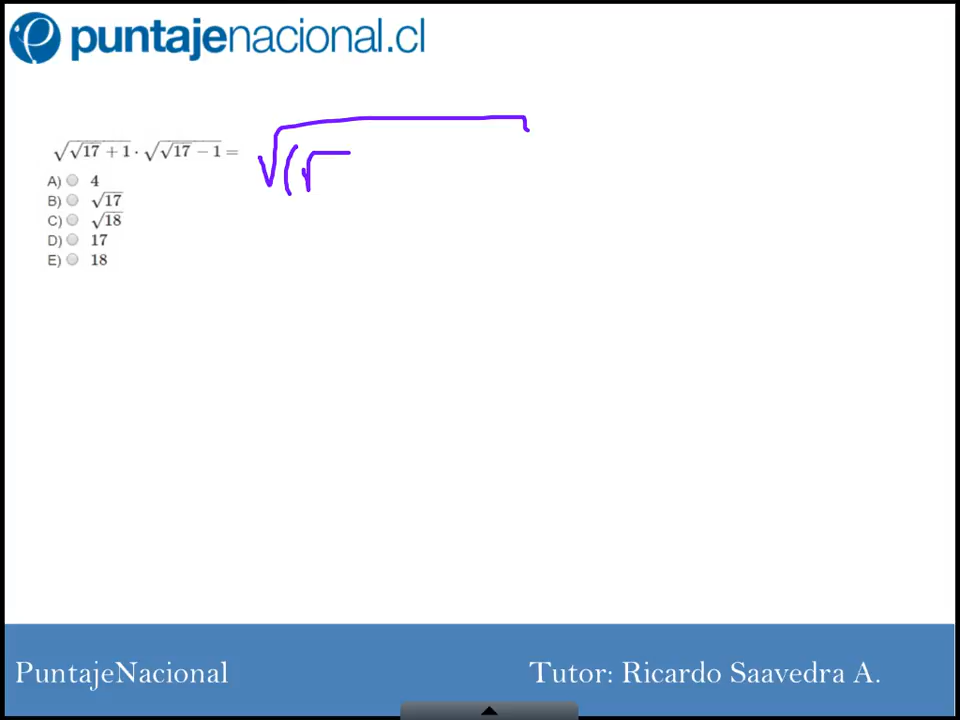 puntajenacional.cl
√(√17 + 1) · √(√17 − 1) = √((√
A) 4
B) √17
C) √18
D) 17
E) 18
PuntajeNacional Tutor: Ricardo Saavedra A.